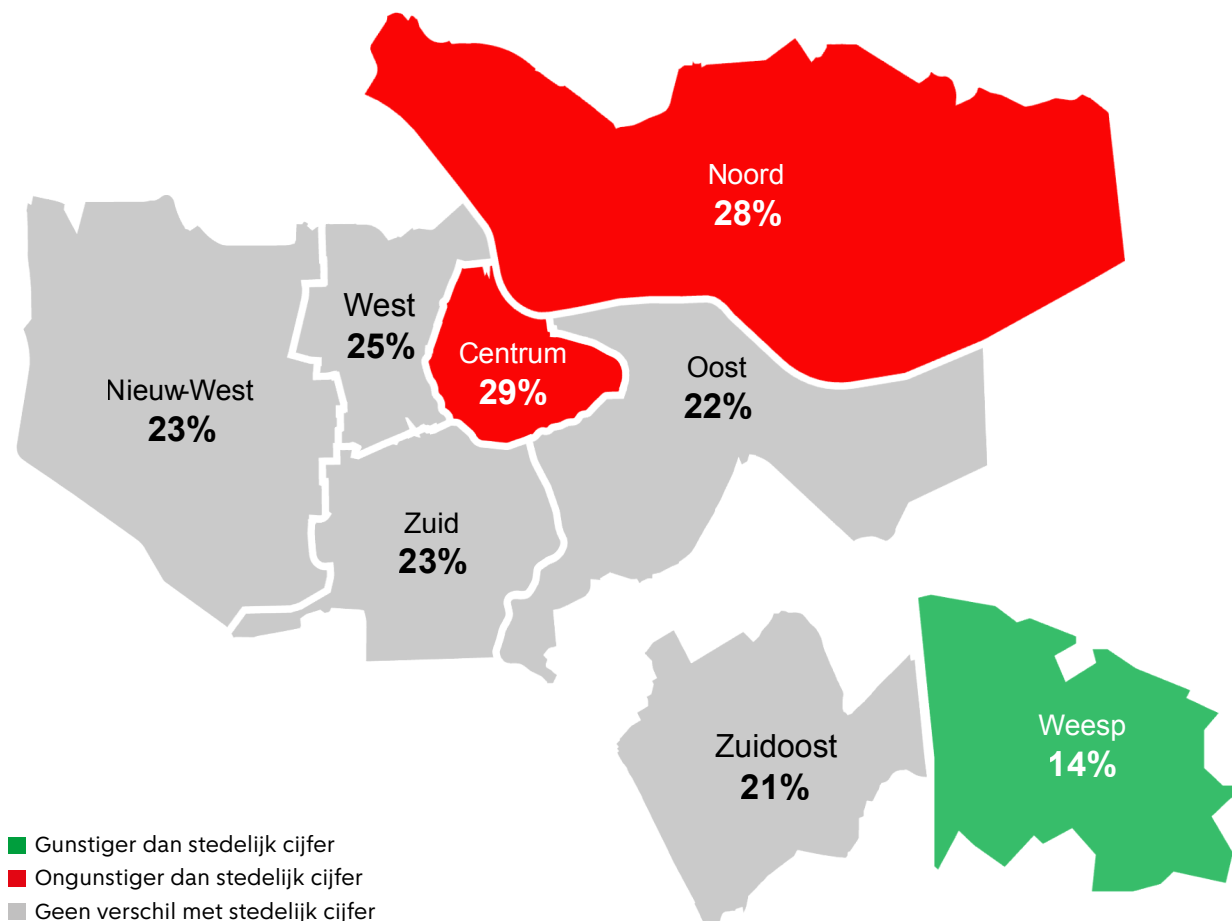 Noord
28%
West
25%
Centrum
29%
Oost
22%
Nieuw-West
23%
Zuid
23%
Zuidoost
21%
Weesp
14%
Gunstiger dan stedelijk cijfer
Ongunstiger dan stedelijk cijfer
Geen verschil met stedelijk cijfer